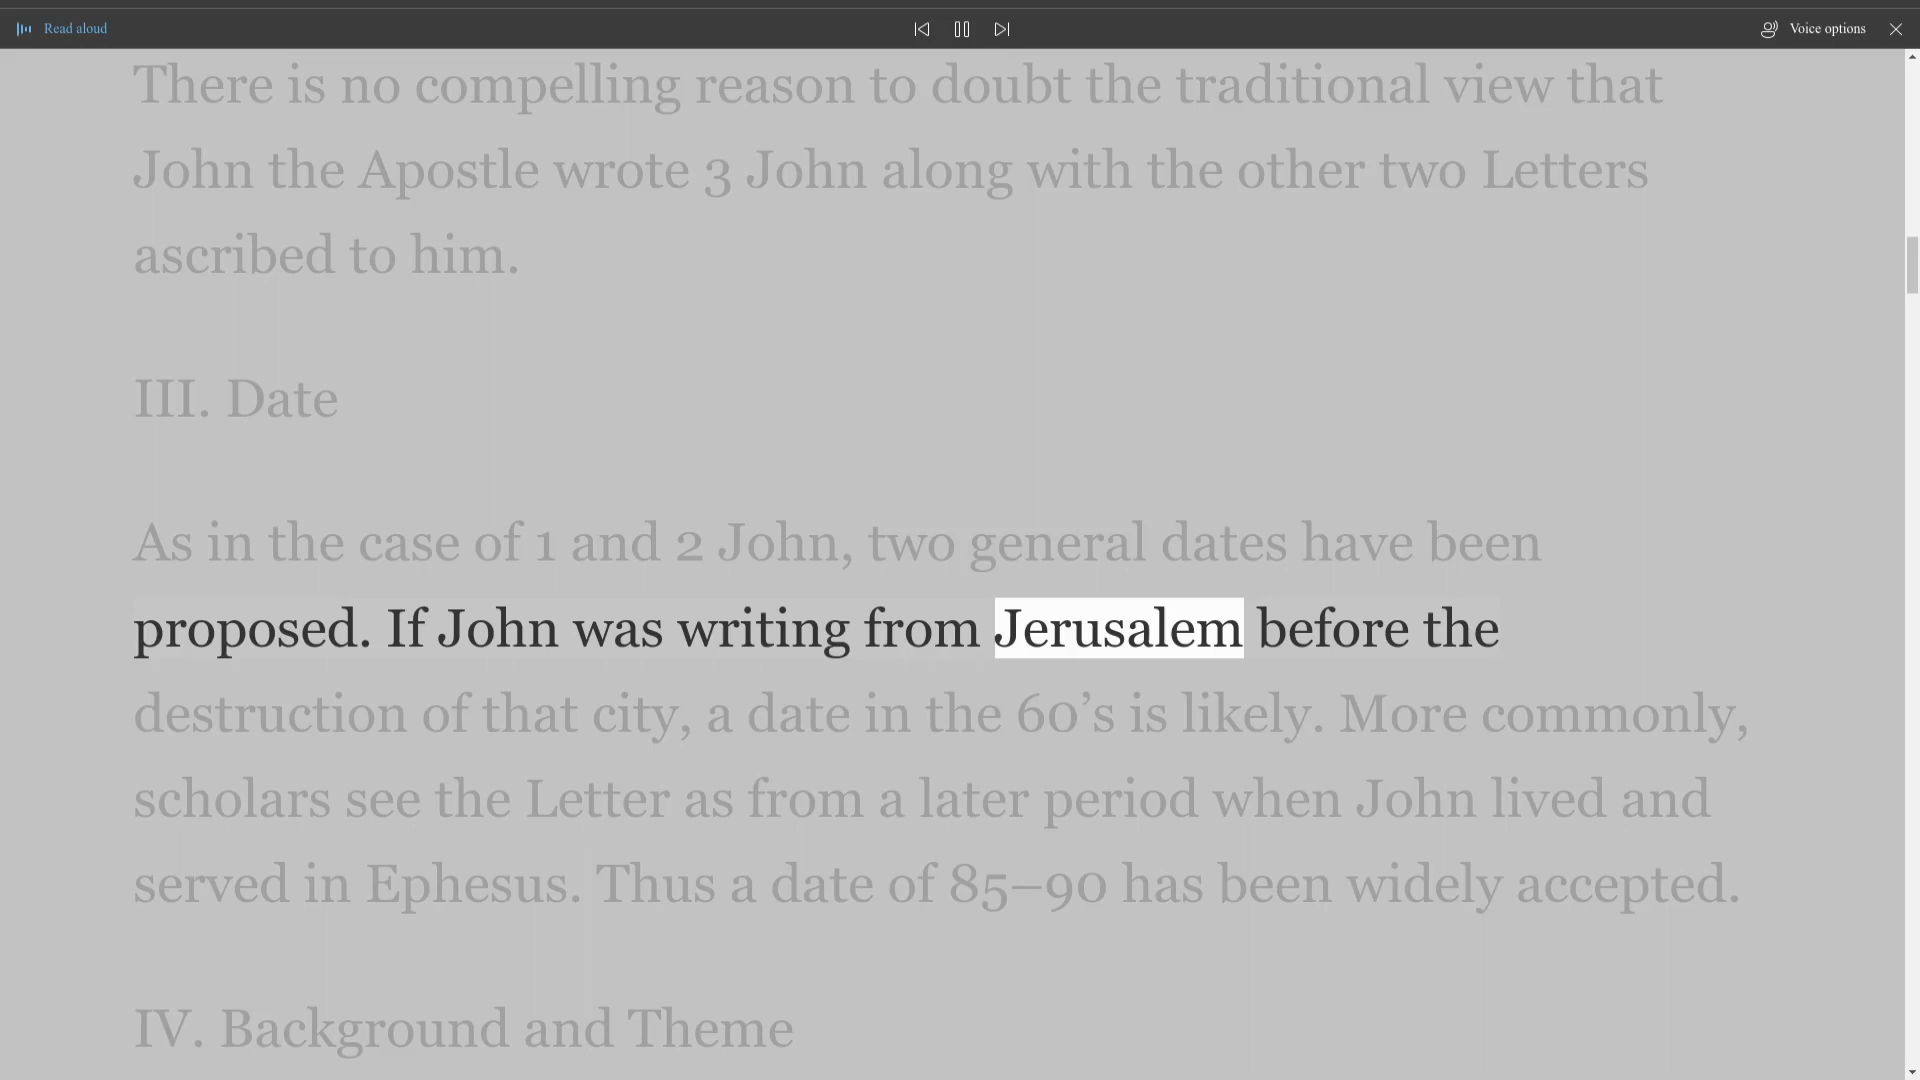 Read aloud
Voice options
There is no compelling reason to doubt the traditional view that
John the Apostle wrote 3 John along with the other two Letters
ascribed to him.
III. Date
As in the case of 1 and 2 John, two general dates have been
proposed. If John was writing from Jerusalem before the
destruction of that city, a date in the 60’s is likely. More commonly,
scholars see the Letter as from a later period when John lived and
served in Ephesus. Thus a date of 85–90 has been widely accepted.
IV. Background and Theme